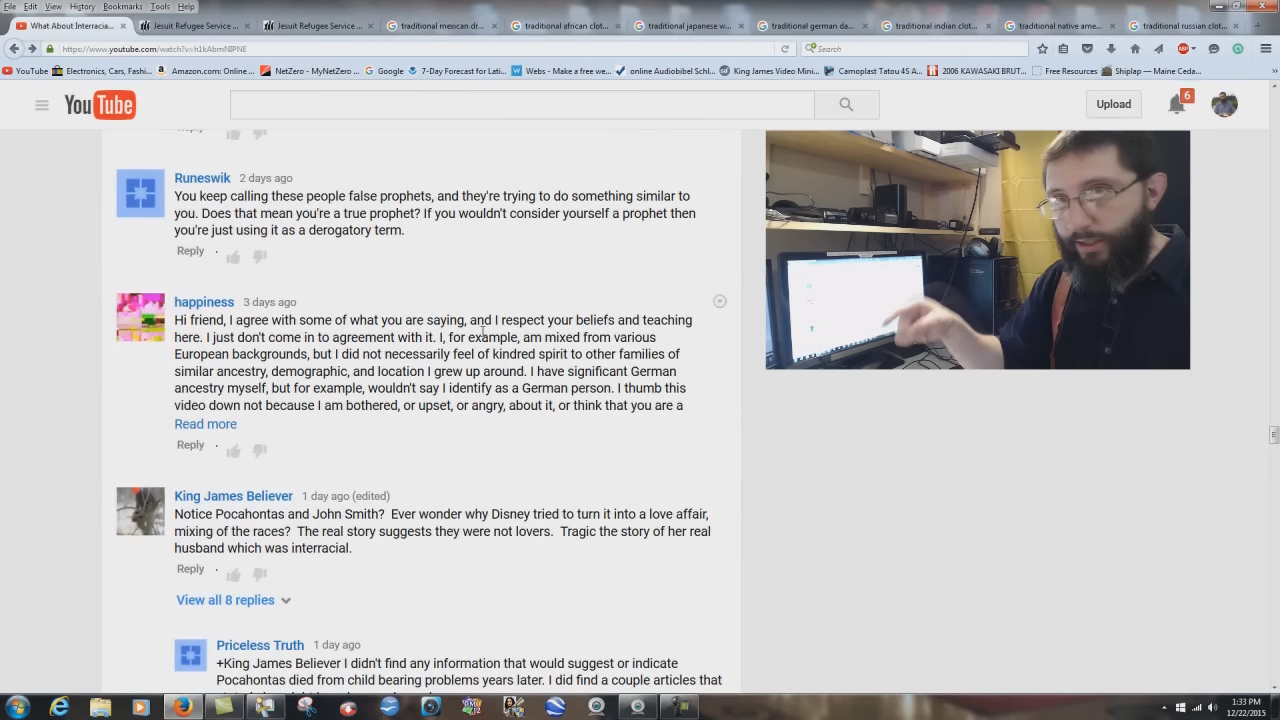 File Edit View History Bookmarks Tools Help
What About Interracia...
Jesuit Refugee Service ...
Jesuit Refugee Service ...
traditional mexican dr...
traditional african clot...
traditional japanese w...
traditional german da...
traditional indian clot...
traditional native ame...
traditional russian clot...
Search
YouTube
Electronics, Cars, Fashi...
Amazon.com: Online ...
NetZero - MyNetZero ...
Google
7-Day Forecast for Lati...
Webs - Make a free we...
online Audiobibel Schl...
King James Video Mini...
Camoplast Tatou 4S A...
2006 KAWASAKI BRUT...
Free Resources
Shiplap — Maine Ceda...
YouTube
Upload
6
Reply
Runeswik 2 days ago
You keep calling these people false prophets, and they're trying to do something similar to
you. Does that mean you're a true prophet? If you wouldn't consider yourself a prophet then
you're just using it as a derogatory term.
Reply ·
happiness 3 days ago
Hi friend, I agree with some of what you are saying, and I respect your beliefs and teaching
here. I just don't come in to agreement with it. I, for example, am mixed from various
European backgrounds, but I did not necessarily feel of kindred spirit to other families of
similar ancestry, demographic, and location I grew up around. I have significant German
ancestry myself, but for example, wouldn't say I identify as a German person. I thumb this
video down not because I am bothered, or upset, or angry, about it, or think that you are a
Read more
Reply ·
King James Believer 1 day ago (edited)
Notice Pocahontas and John Smith? Ever wonder why Disney tried to turn it into a love affair,
mixing of the races? The real story suggests they were not lovers. Tragic the story of her real
husband which was interracial.
Reply ·
View all 8 replies
Priceless Truth 1 day ago
+King James Believer I didn't find any information that would suggest or indicate
Pocahontas died from child bearing problems years later. I did find a couple articles that
1:33 PM
12/22/2015